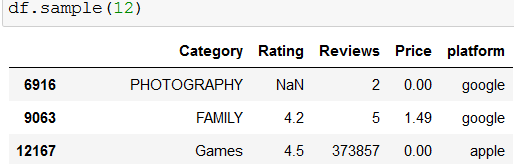 df.sample(12)
Category Rating Reviews Price platform
6916 PHOTOGRAPHY NaN 2 0.00 google
9063 FAMILY 4.2 5 1.49 google
12167 Games 4.5 373857 0.00 apple